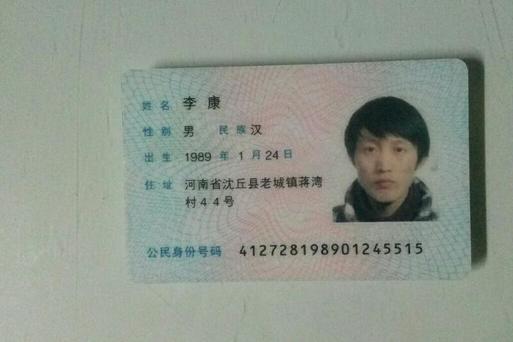 姓名 李康
性别 男 民族 汉
出生 1989 年 1 月 24 日
住址 河南省沈丘县老城镇蒋湾
村44号
公民身份号码 412728198901245515